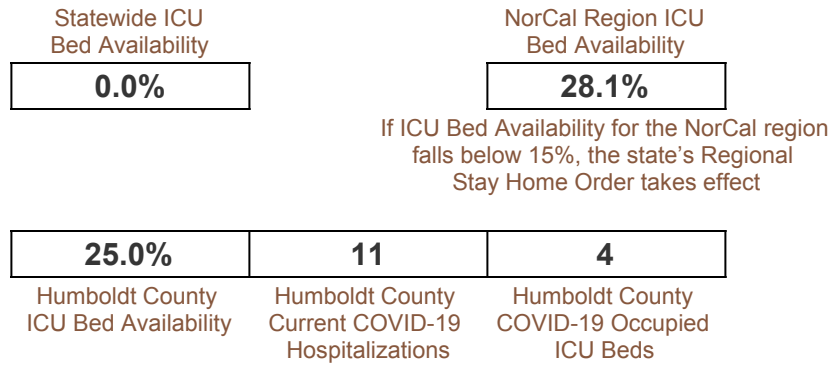 Statewide ICU
Bed Availability
0.0%
NorCal Region ICU
Bed Availability
28.1%
If ICU Bed Availability for the NorCal region
falls below 15%, the state’s Regional
Stay Home Order takes effect
25.0%
Humboldt County
ICU Bed Availability
11
Humboldt County
Current COVID-19
Hospitalizations
4
Humboldt County
COVID-19 Occupied
ICU Beds